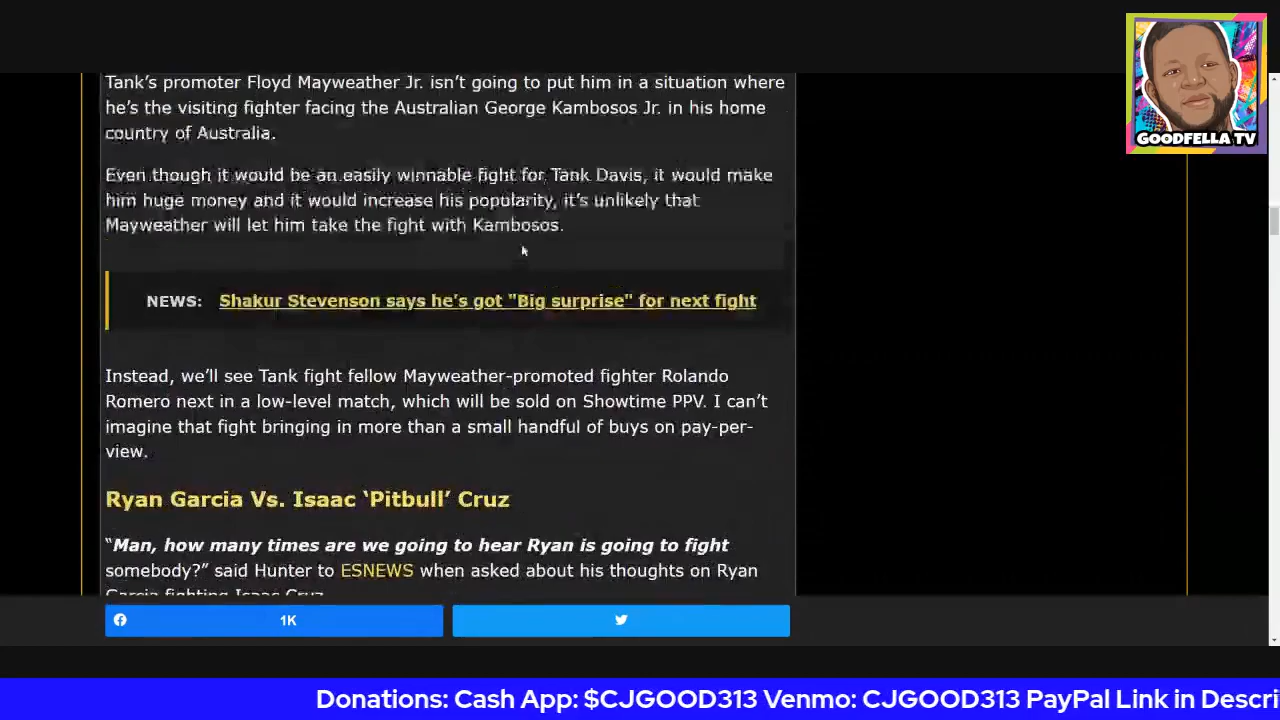 GOODFELLA TV
Tank’s promoter Floyd Mayweather Jr. isn’t going to put him in a situation where
he’s the visiting fighter facing the Australian George Kambosos Jr. in his home
country of Australia.
Even though it would be an easily winnable fight for Tank Davis, it would make
him huge money and it would increase his popularity, it’s unlikely that
Mayweather will let him take the fight with Kambosos.
NEWS: Shakur Stevenson says he’s got "Big surprise" for next fight
Instead, we’ll see Tank fight fellow Mayweather-promoted fighter Rolando
Romero next in a low-level match, which will be sold on Showtime PPV. I can’t
imagine that fight bringing in more than a small handful of buys on pay-per-
view.
Ryan Garcia Vs. Isaac ‘Pitbull’ Cruz
“Man, how many times are we going to hear Ryan is going to fight
somebody?” said Hunter to ESNEWS when asked about his thoughts on Ryan
Garcia fighting Isaac Cruz
1K
Donations: Cash App: $CJGOOD313 Venmo: CJGOOD313 PayPal Link in Descri